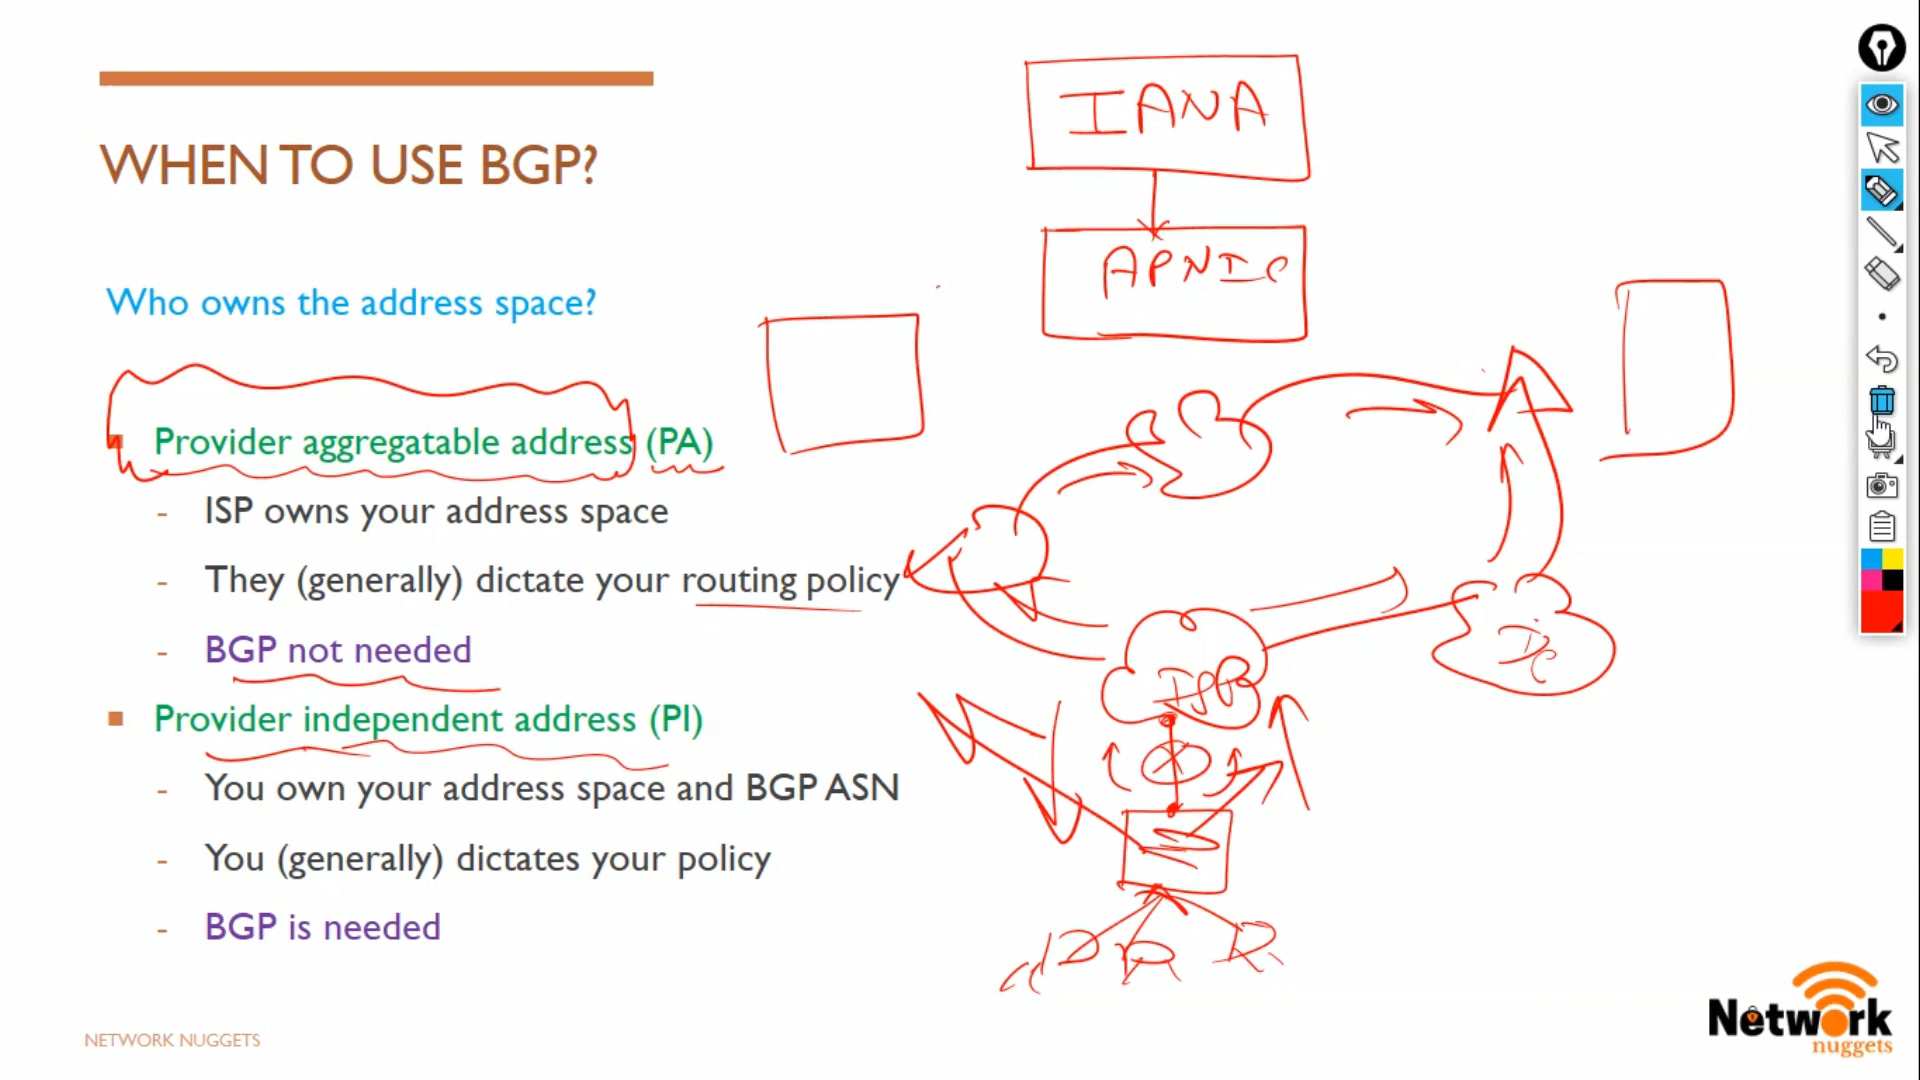 WHEN TO USE BGP?
Who owns the address space?
Provider aggregatable address (PA)
- ISP owns your address space
- They (generally) dictate your routing policy
- BGP not needed
Provider independent address (PI)
- You own your address space and BGP ASN
- You (generally) dictates your policy
- BGP is needed
IANA
APNIC
NETWORK NUGGETS
Network
nuggets